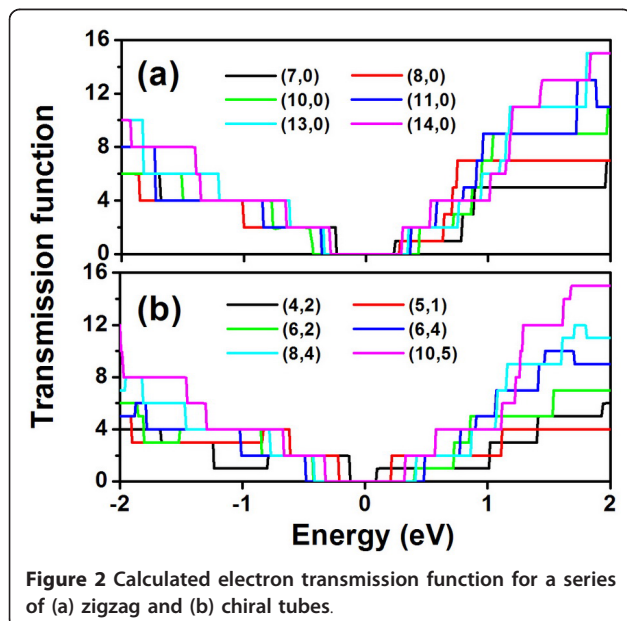 16
12
8
4
0
(a)
(7,0) (8,0)
(10,0) (11,0)
(13,0) (14,0)
Transmission function
16
12
8
4
0
(b)
(4,2) (5,1)
(6,2) (6,4)
(8,4) (10,5)
-2 -1 0 1 2
Energy (eV)
Figure 2 Calculated electron transmission function for a series
of (a) zigzag and (b) chiral tubes.